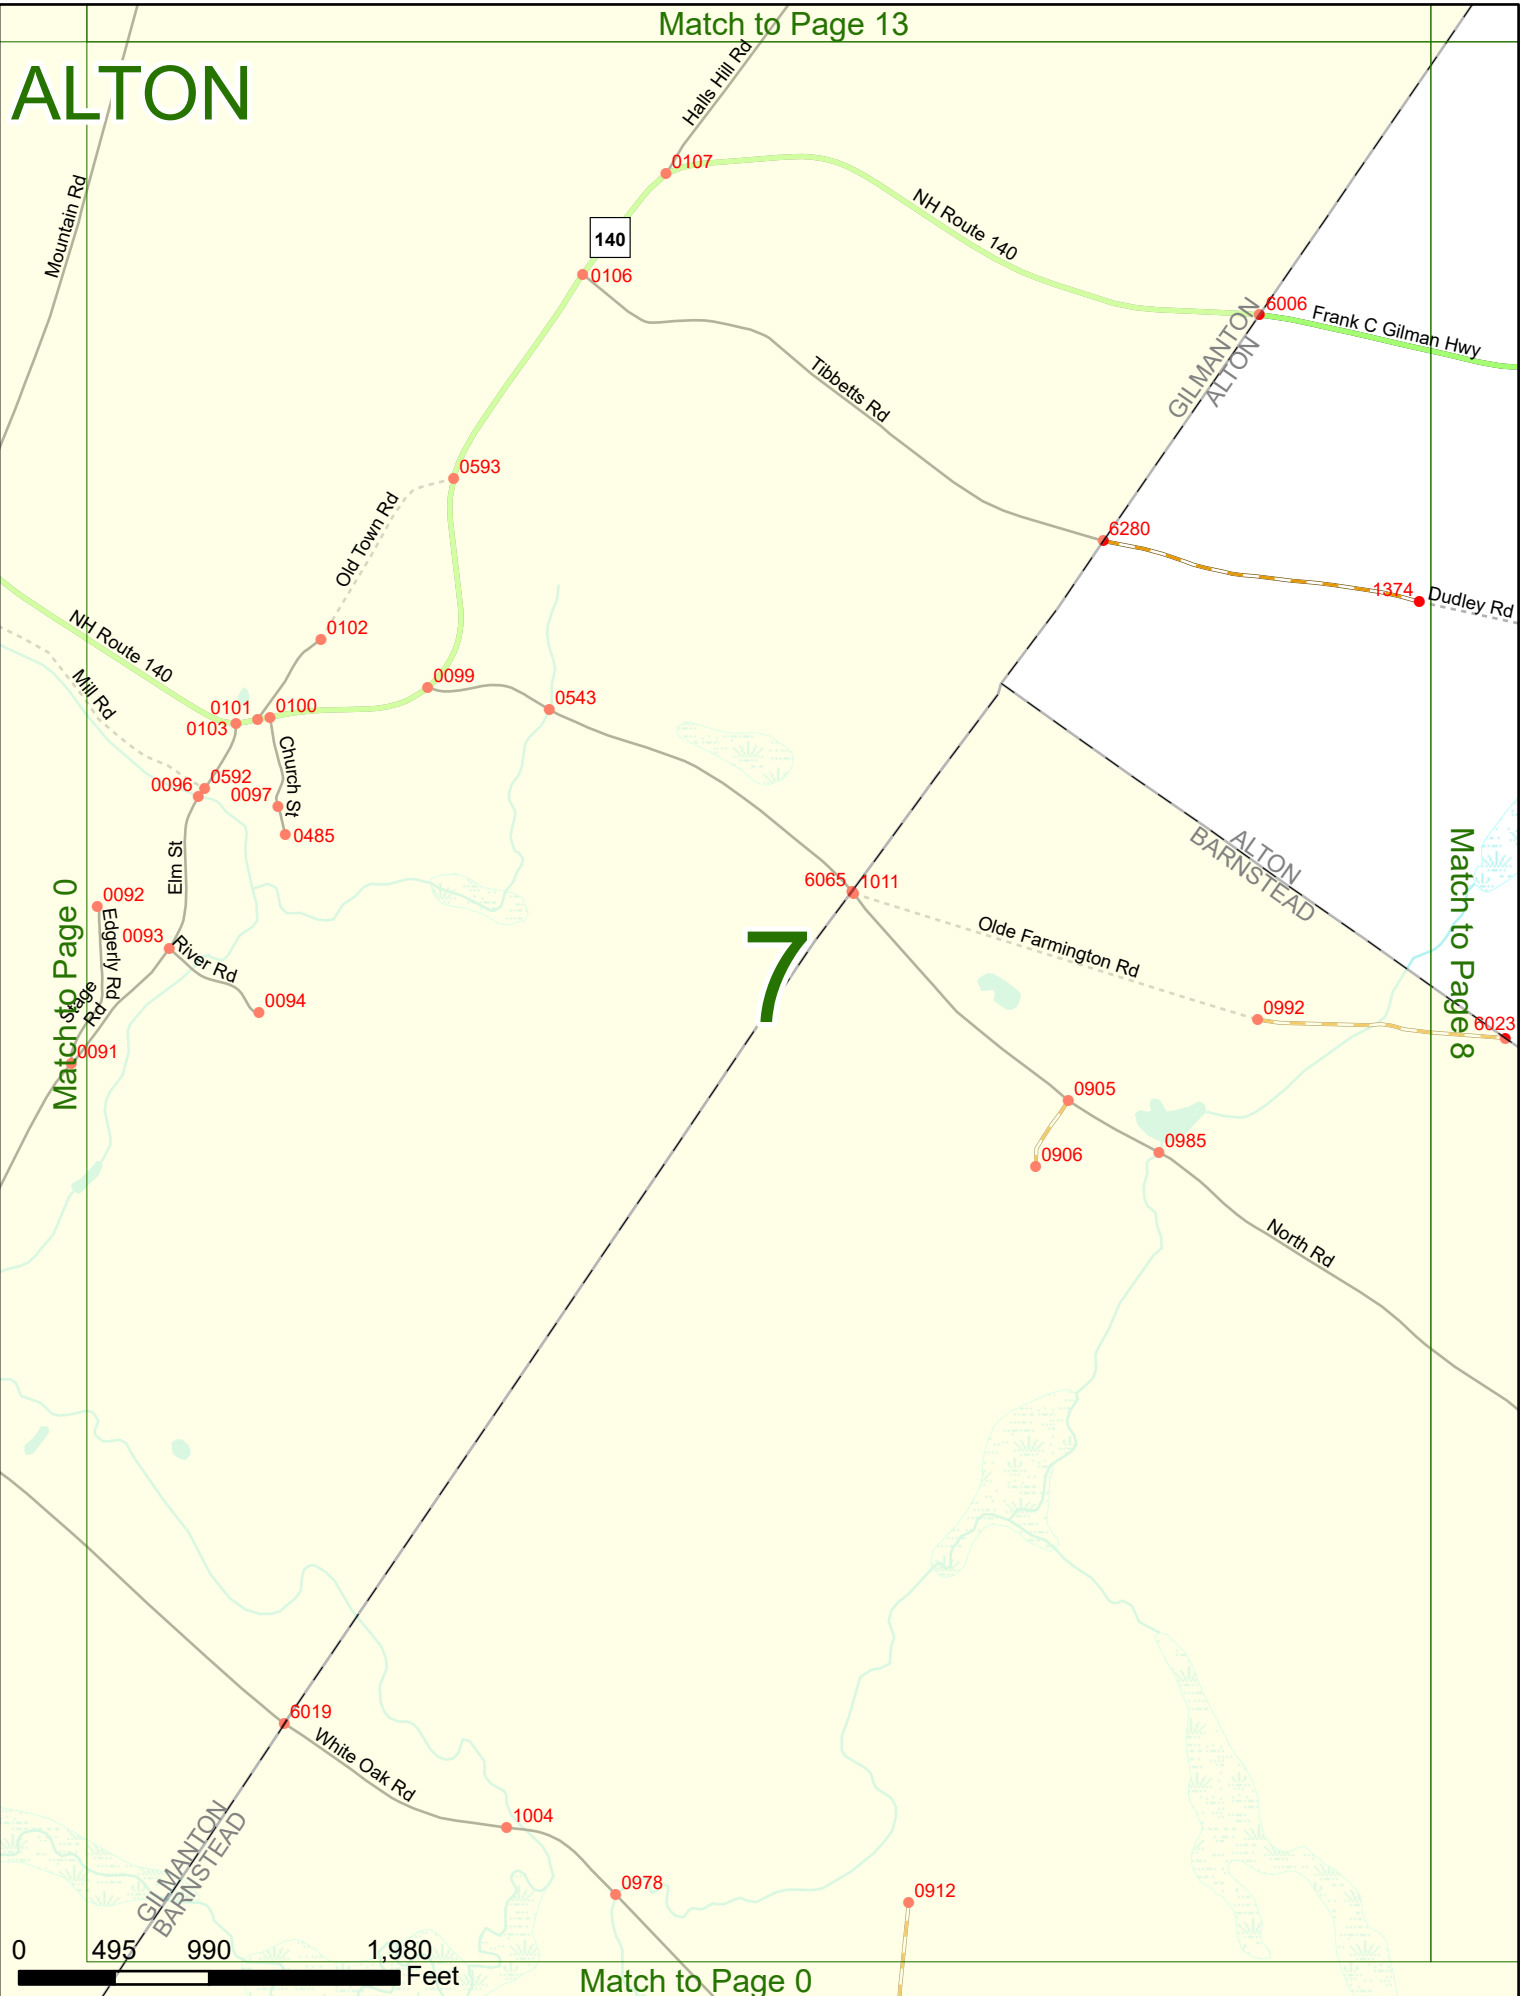 Match to Page 13
ALTON
Halls Hill Rd
Mountain Rd
0107
NH Route 140
140
0106
6006
Frank C Gilman Hwy
GILMANTON
ALTON
Tibbetts Rd
0593
Old Town Rd
6280
1374
Dudley Rd
0102
NH Route 140
Mill Rd
0099
0543
0101
0100
0103
Church St
0592
0096
0097
0485
Elm St
ALTON
BARNSTEAD
Match to Page 8
Match to Page 0
0092
Edgerly Rd
6065
1011
0093
River Rd
7
Olde Farmington Rd
0094
Stage
Rd
0992
6023
0091
0905
0906
0985
North Rd
6019
White Oak Rd
1004
GILMANTON
BARNSTEAD
0978
0912
0 495 990 1,980
Feet
Match to Page 0